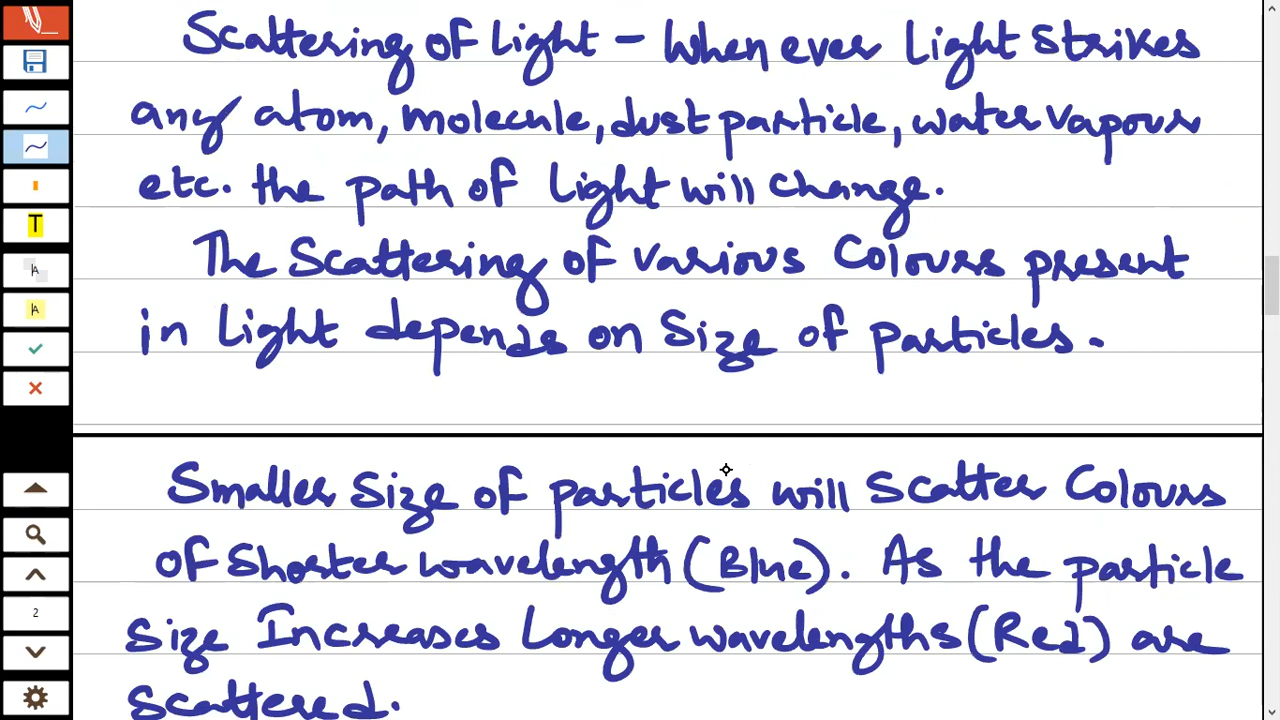 Scattering of Light - When ever Light Strikes
any atom, molecule, dust particle, water vapour
etc. the path of Light will change.
The Scattering of various Colours present
in Light depends on Size of particles.
Smaller Size of particles will Scatter Colours
of Shorter wavelength (Blue). As the particle
Size Increases Longer wavelengths (Red) are
Scattered.
T
A
A
2